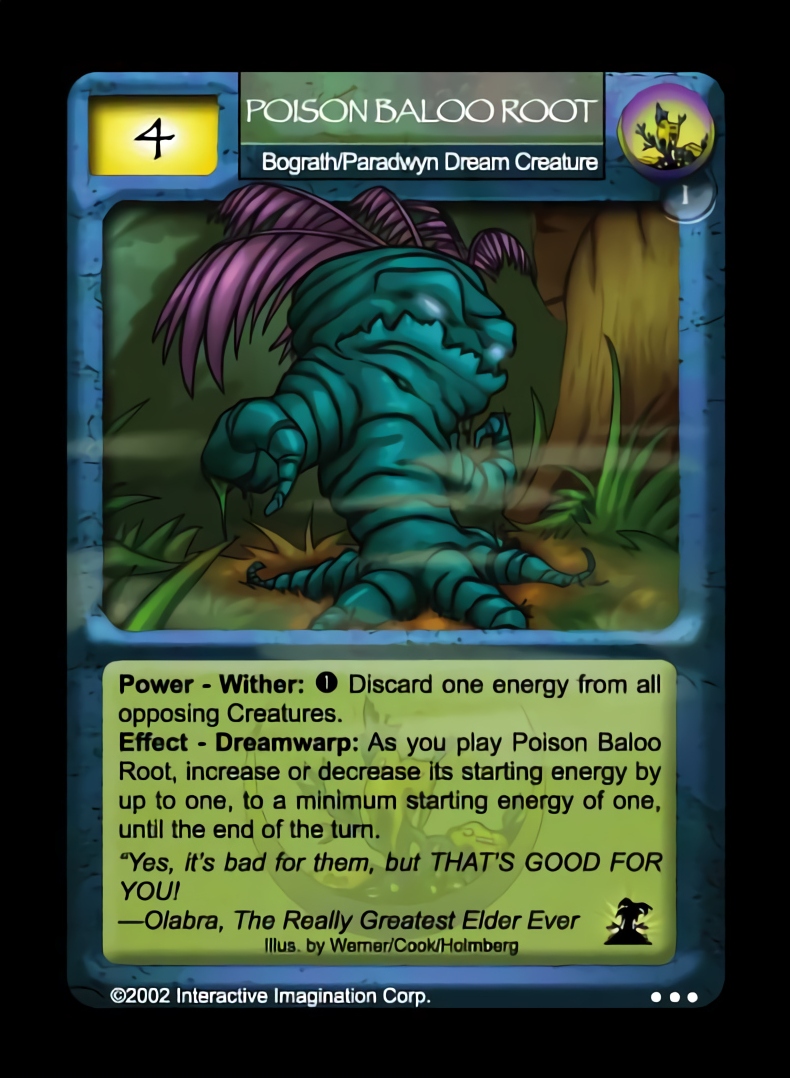 4
POISON BALOO ROOT
Bograth/Paradwyn Dream Creature
1
Power - Wither: 1 Discard one energy from all
opposing Creatures.
Effect - Dreamwarp: As you play Poison Baloo
Root, increase or decrease its starting energy by
up to one, to a minimum starting energy of one,
until the end of the turn.
“Yes, it’s bad for them, but THAT’S GOOD FOR
YOU!
—Olabra, The Really Greatest Elder Ever
Illus. by Werner/Cook/Holmberg
©2002 Interactive Imagination Corp.